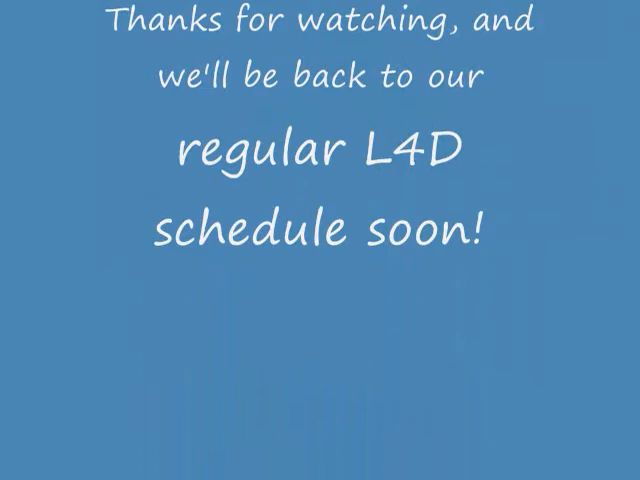 Thanks for watching, and
we'll be back to our
regular L4D
schedule soon!